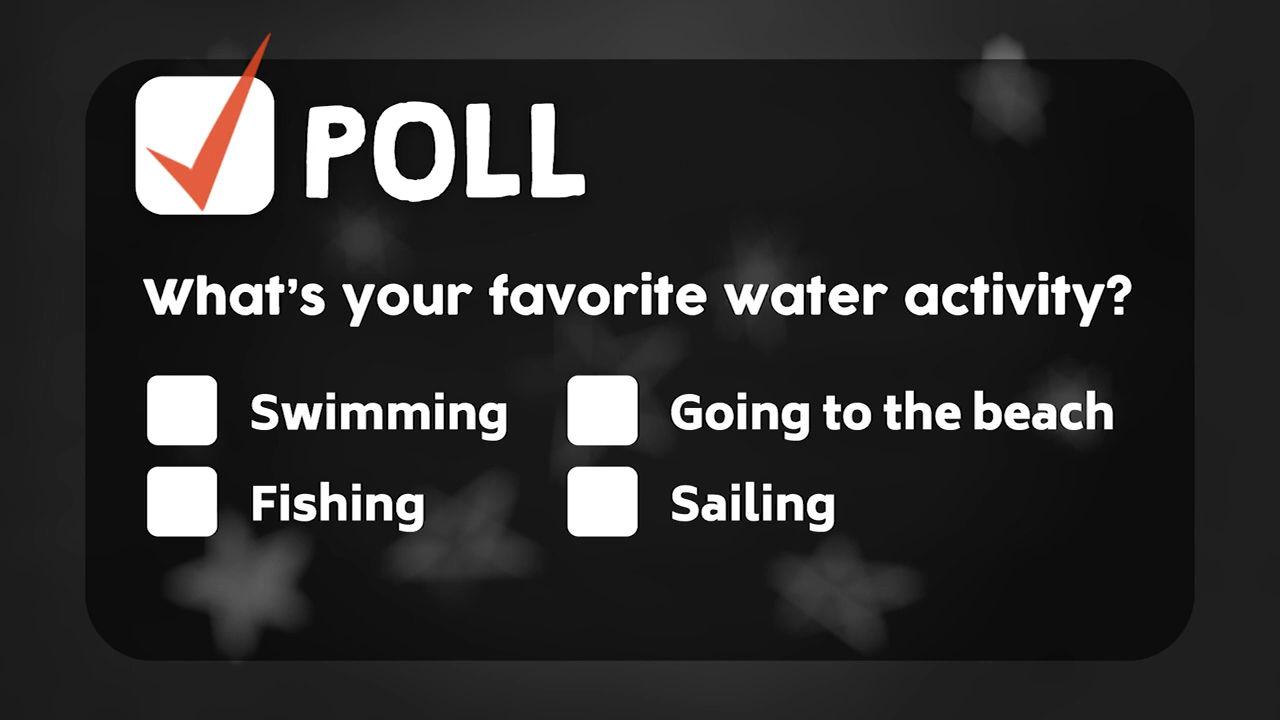 POLL
What's your favorite water activity?
Swimming
Going to the beach
Fishing
Sailing